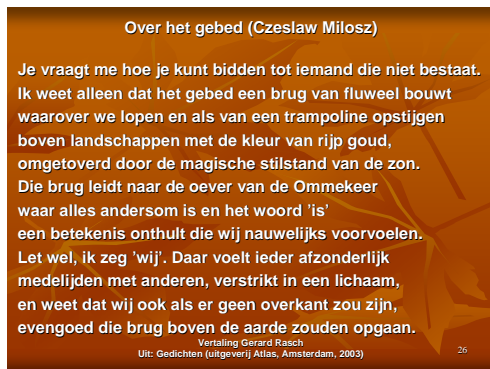 Over het gebed (Czeslaw Milosz)
Je vraagt me hoe je kunt bidden tot iemand die niet bestaat.
Ik weet alleen dat het gebed een brug van fluweel bouwt
waarover we lopen en als van een trampoline opstijgen
boven landschappen met de kleur van rijp goud,
omgetoverd door de magische stilstand van de zon.
Die brug leidt naar de oever van de Ommekeer
waar alles andersom is en het woord ’is’
een betekenis onthult die wij nauwelijks voorvoelen.
Let wel, ik zeg ’wij’. Daar voelt ieder afzonderlijk
medelijden met anderen, verstrikt in een lichaam,
en weet dat wij ook als er geen overkant zou zijn,
evengoed die brug boven de aarde zouden opgaan.
Vertaling Gerard Rasch
Uit: Gedichten (uitgeverij Atlas, Amsterdam, 2003)
26